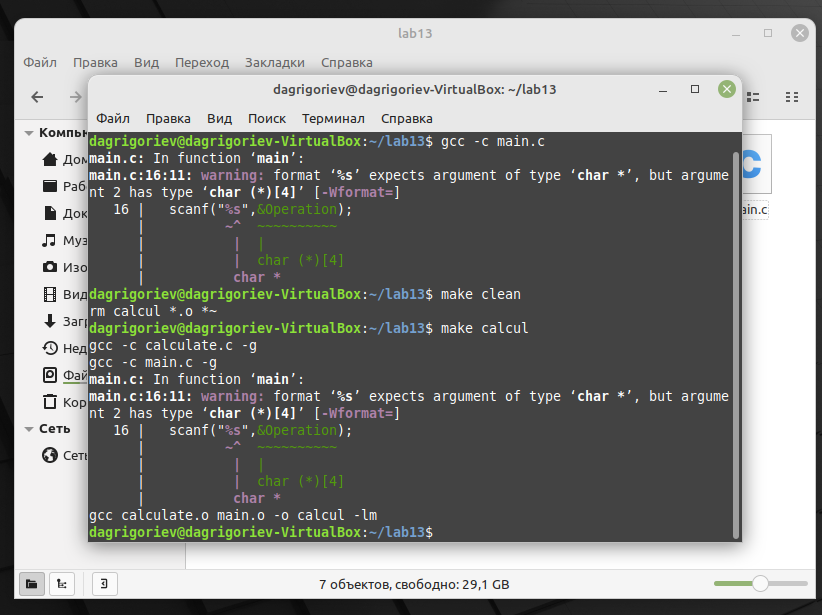 lab13
Файл Правка Вид Переход Закладки Справка
dagrigoriev@dagrigoriev-VirtualBox: ~/lab13
Файл Правка Вид Поиск Терминал Справка
dagrigoriev@dagrigoriev-VirtualBox:~/lab13$ gcc -c main.c
main.c: In function ‘main’:
main.c:16:11: warning: format ‘%s’ expects argument of type ‘char *’, but argume
nt 2 has type ‘char (*)[4]’ [-Wformat=]
16 | scanf("%s",&Operation);
| ~^ ~~~~~~~~~~
| | |
| | char (*)[4]
| char *
dagrigoriev@dagrigoriev-VirtualBox:~/lab13$ make clean
rm calcul *.o *~
dagrigoriev@dagrigoriev-VirtualBox:~/lab13$ make calcul
gcc -c calculate.c -g
gcc -c main.c -g
main.c: In function ‘main’:
main.c:16:11: warning: format ‘%s’ expects argument of type ‘char *’, but argume
nt 2 has type ‘char (*)[4]’ [-Wformat=]
16 | scanf("%s",&Operation);
| ~^ ~~~~~~~~~~
| | |
| | char (*)[4]
| char *
gcc calculate.o main.o -o calcul -lm
dagrigoriev@dagrigoriev-VirtualBox:~/lab13$
Компь
Дом
Раб
Док
Муз
Изо
Вид
Загр
Нед
Фай
Кор
Сеть
Сеть
C
ain.c
7 объектов, свободно: 29,1 GB